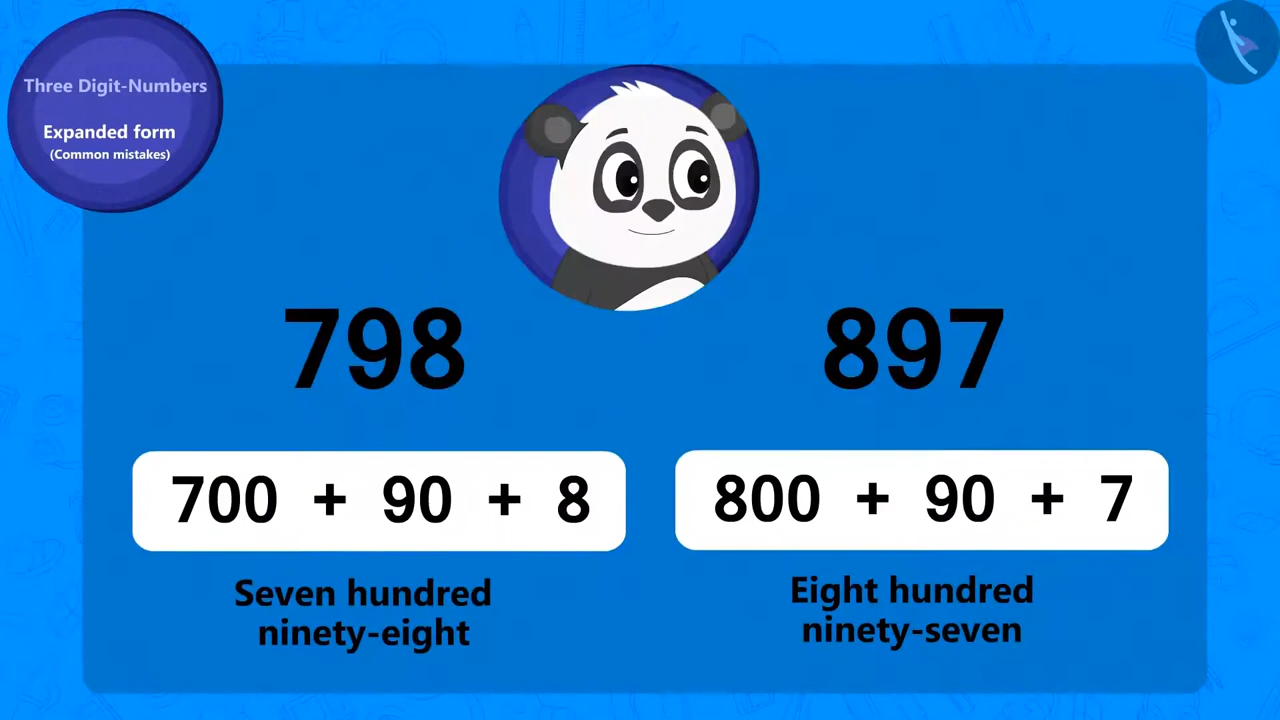 Three Digit-Numbers
Expanded form
(Common mistakes)
798
897
700 + 90 + 8
800 + 90 + 7
Seven hundred
ninety-eight
Eight hundred
ninety-seven